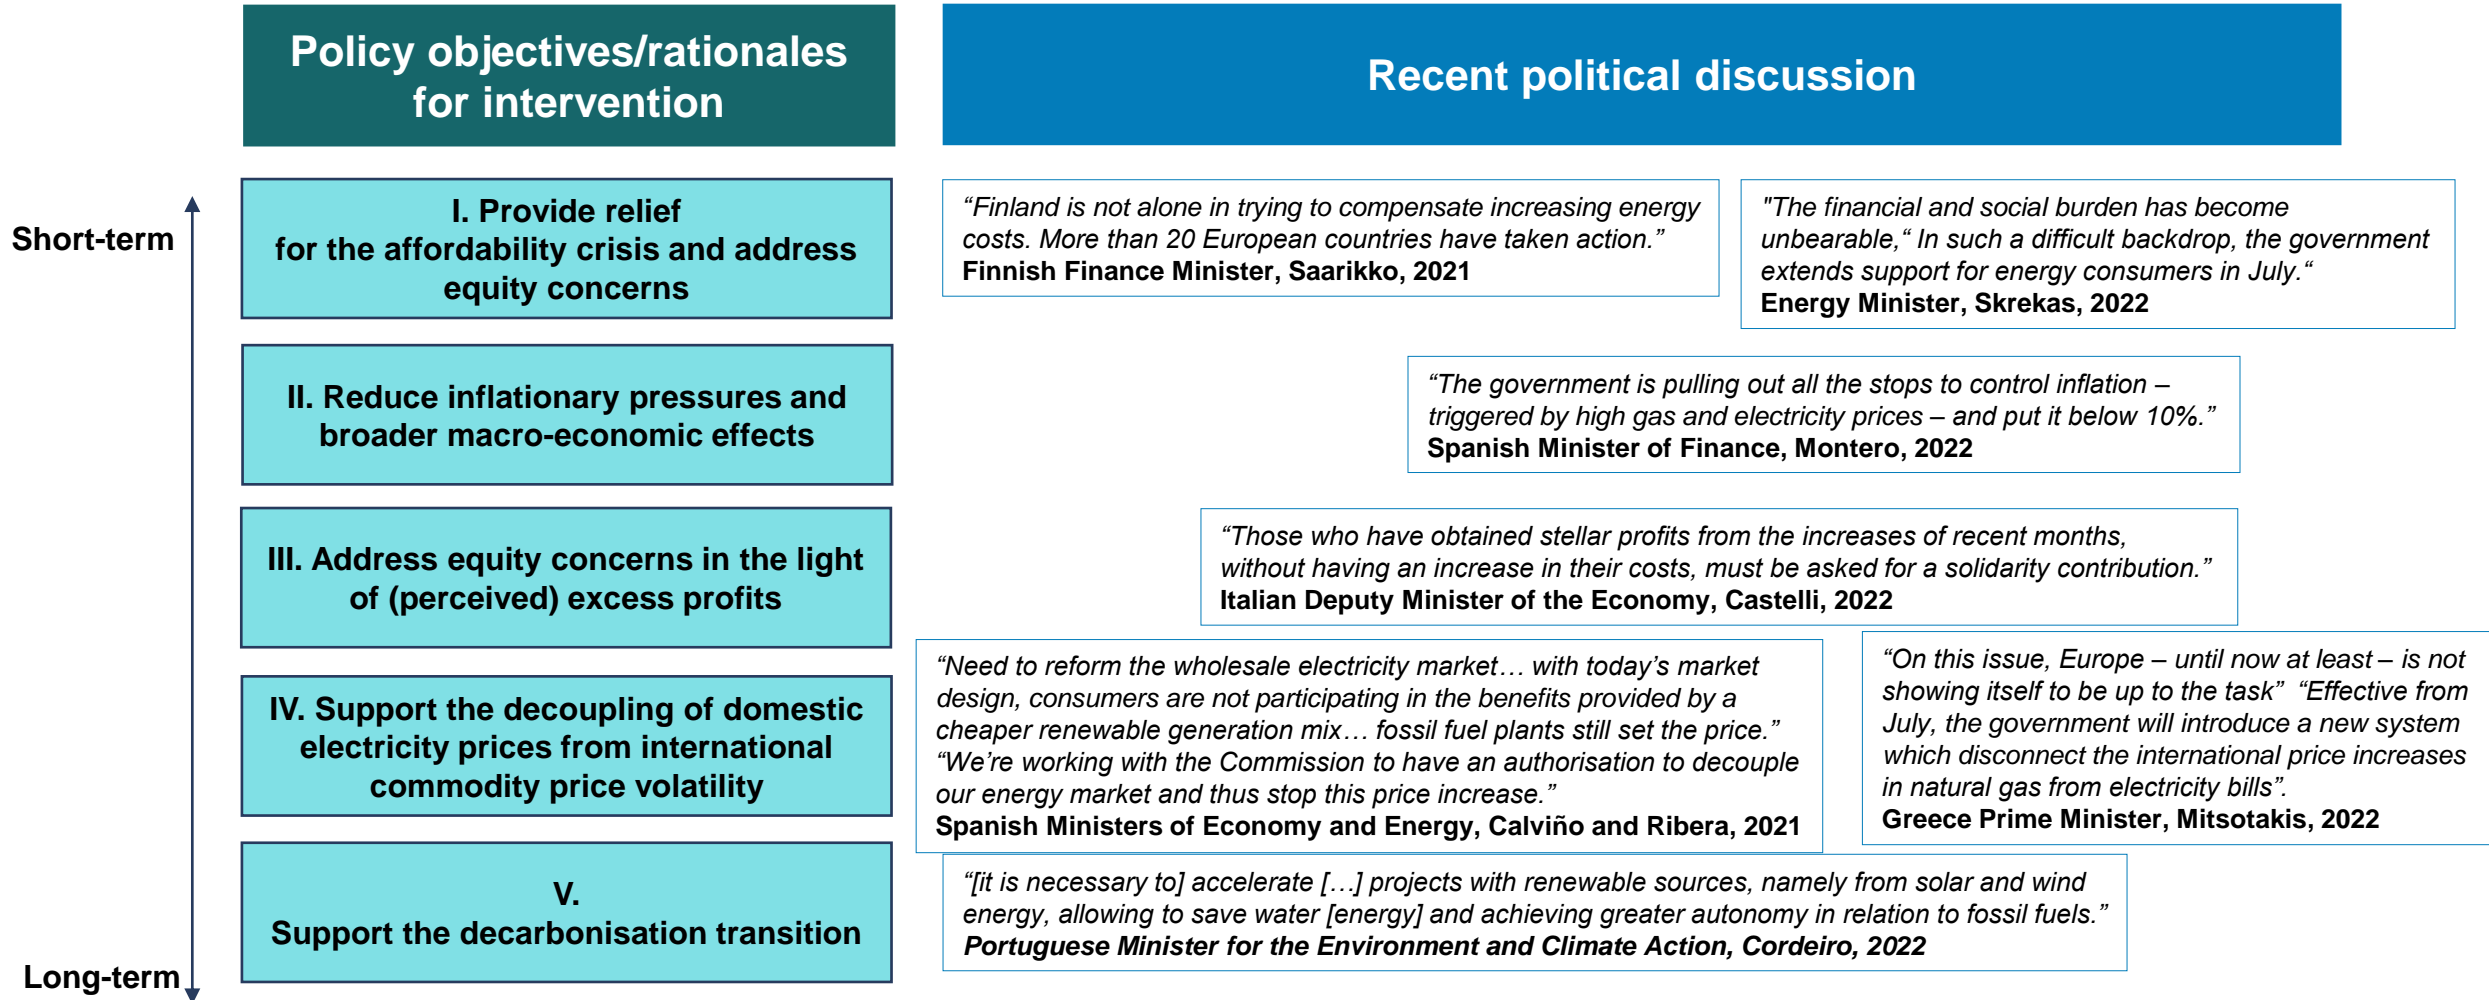 Policy objectives/rationales
for intervention
Recent political discussion
Short-term
I. Provide relief
for the affordability crisis and address
equity concerns
“Finland is not alone in trying to compensate increasing energy
costs. More than 20 European countries have taken action.”
Finnish Finance Minister, Saarikko, 2021
"The financial and social burden has become
unbearable,“ In such a difficult backdrop, the government
extends support for energy consumers in July.“
Energy Minister, Skrekas, 2022
II. Reduce inflationary pressures and
broader macro-economic effects
“The government is pulling out all the stops to control inflation –
triggered by high gas and electricity prices – and put it below 10%.”
Spanish Minister of Finance, Montero, 2022
III. Address equity concerns in the light
of (perceived) excess profits
“Those who have obtained stellar profits from the increases of recent months,
without having an increase in their costs, must be asked for a solidarity contribution.”
Italian Deputy Minister of the Economy, Castelli, 2022
IV. Support the decoupling of domestic
electricity prices from international
commodity price volatility
“Need to reform the wholesale electricity market… with today’s market
design, consumers are not participating in the benefits provided by a
cheaper renewable generation mix… fossil fuel plants still set the price.”
“We’re working with the Commission to have an authorisation to decouple
our energy market and thus stop this price increase.”
Spanish Ministers of Economy and Energy, Calviño and Ribera, 2021
“On this issue, Europe – until now at least – is not
showing itself to be up to the task” “Effective from
July, the government will introduce a new system
which disconnect the international price increases
in natural gas from electricity bills”.
Greece Prime Minister, Mitsotakis, 2022
V.
Support the decarbonisation transition
“[it is necessary to] accelerate […] projects with renewable sources, namely from solar and wind
energy, allowing to save water [energy] and achieving greater autonomy in relation to fossil fuels.”
Portuguese Minister for the Environment and Climate Action, Cordeiro, 2022
Long-term